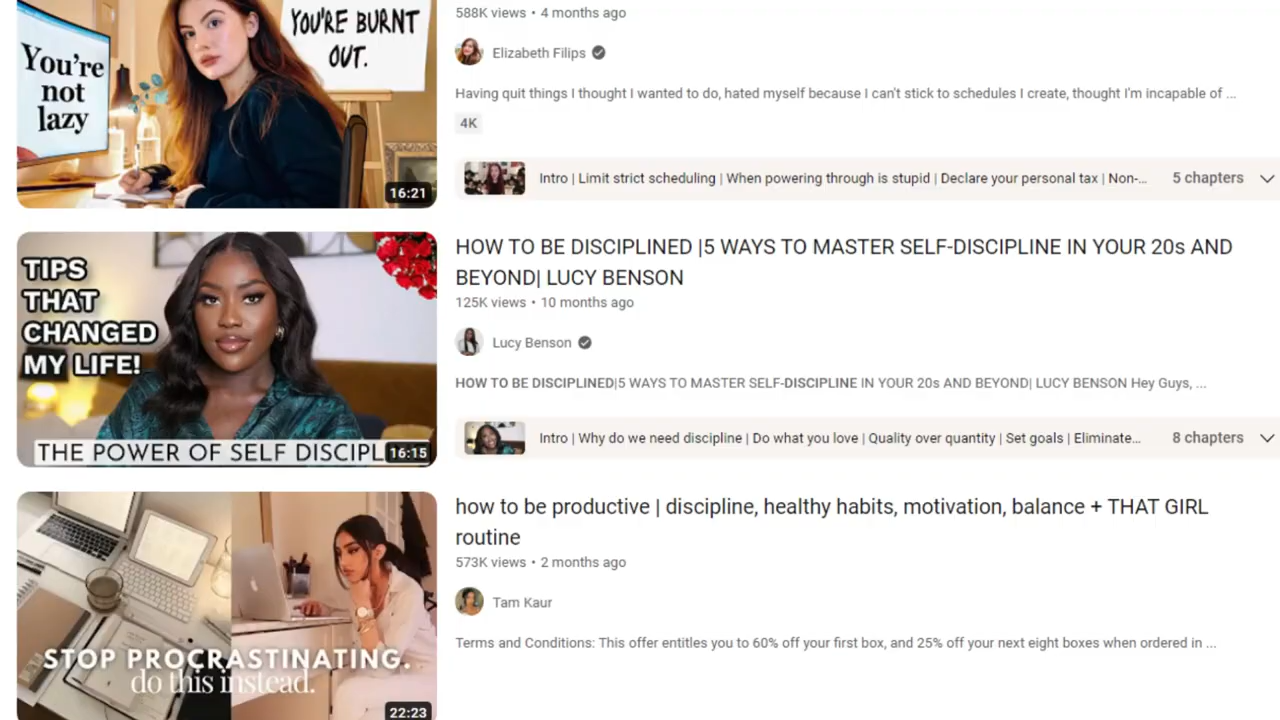 588K views • 4 months ago
YOU'RE BURNT
OUT.
You're
not
lazy
Elizabeth Filips
Having quit things I thought I wanted to do, hated myself because I can't stick to schedules I create, thought I'm incapable of ...
4K
16:21
Intro | Limit strict scheduling | When powering through is stupid | Declare your personal tax | Non-...
5 chapters
HOW TO BE DISCIPLINED |5 WAYS TO MASTER SELF-DISCIPLINE IN YOUR 20s AND
BEYOND| LUCY BENSON
125K views • 10 months ago
TIPS
THAT
CHANGED
MY LIFE!
Lucy Benson
HOW TO BE DISCIPLINED|5 WAYS TO MASTER SELF-DISCIPLINE IN YOUR 20s AND BEYOND| LUCY BENSON Hey Guys, ...
THE POWER OF SELF DISCIPL
16:15
Intro | Why do we need discipline | Do what you love | Quality over quantity | Set goals | Eliminate...
8 chapters
how to be productive | discipline, healthy habits, motivation, balance + THAT GIRL
routine
573K views • 2 months ago
Tam Kaur
Terms and Conditions: This offer entitles you to 60% off your first box, and 25% off your next eight boxes when ordered in ...
STOP PROCRASTINATING.
do this instead.
22:23